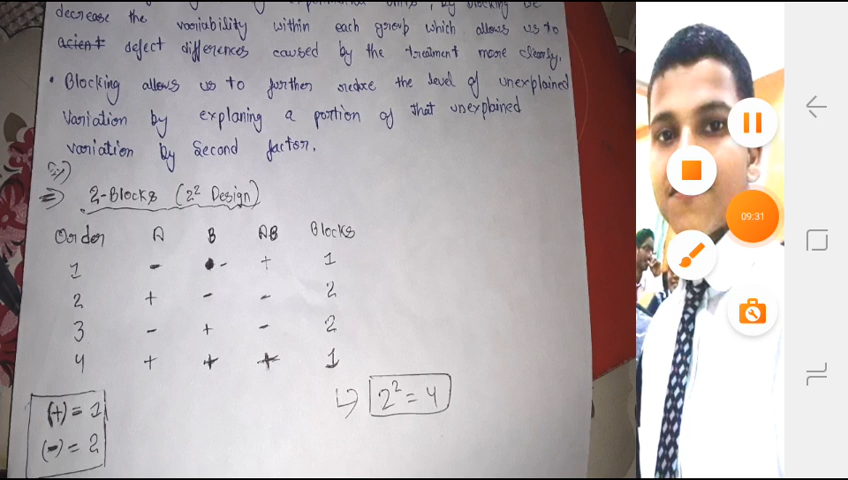 decrease the variability within each group which allows us to
defect differences caused by the treatment more clearly.
• Blocking allows us to further reduce the level of unexplained
variation by explaning a portion of that unexplained
variation by second factor.
⇒ 2-Blocks (2² Design)
Order A B AB Blocks
1 - - + 1
2 + - - 2
3 - + - 2
4 + + + 1
↳ 2² = 4
(+) = 1
(-) = 2
09:31